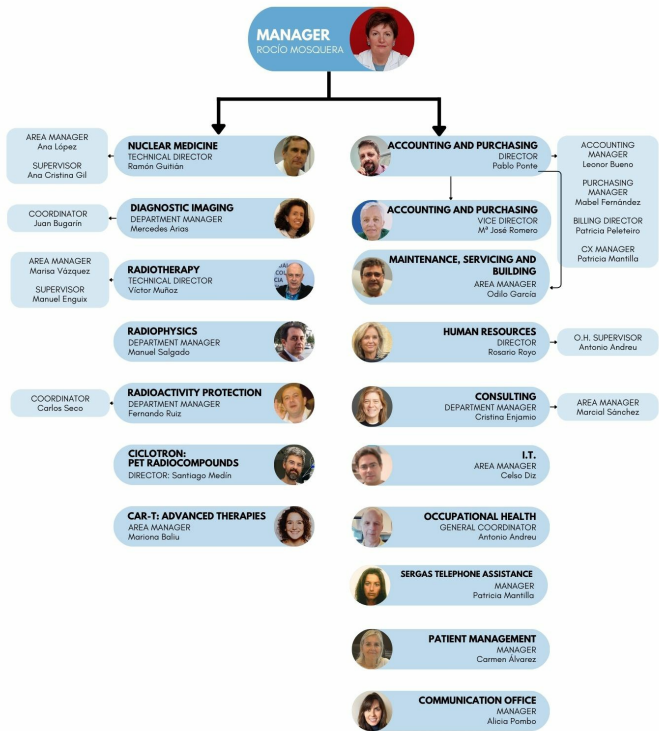 MANAGER
ROCÍO MOSQUERA
AREA MANAGER
Ana López
SUPERVISOR
Ana Cristina Gil
NUCLEAR MEDICINE
TECHNICAL DIRECTOR
Ramón Guitián
DIAGNOSTIC IMAGING
DEPARTMENT MANAGER
Mercedes Arias
COORDINATOR
Juan Bugarín
AREA MANAGER
Marisa Vázquez
SUPERVISOR
Manuel Enguix
RADIOTHERAPY
TECHNICAL DIRECTOR
Víctor Muñoz
RADIOPHYSICS
DEPARTMENT MANAGER
Manuel Salgado
COORDINATOR
Carlos Seco
RADIOACTIVITY PROTECTION
DEPARTMENT MANAGER
Fernando Ruiz
CICLOTRON:
PET RADIOCOMPOUNDS
DIRECTOR: Santiago Medín
CAR-T: ADVANCED THERAPIES
AREA MANAGER
Mariona Baliu
ACCOUNTING AND PURCHASING
DIRECTOR
Pablo Ponte
ACCOUNTING
MANAGER
Leonor Bueno
PURCHASING
MANAGER
Mabel Fernández
BILLING DIRECTOR
Patricia Peleteiro
CX MANAGER
Patricia Mantilla
ACCOUNTING AND PURCHASING
VICE DIRECTOR
Mª José Romero
MAINTENANCE, SERVICING AND
BUILDING
AREA MANAGER
Odilo García
HUMAN RESOURCES
DIRECTOR
Rosario Royo
O.H. SUPERVISOR
Antonio Andreu
CONSULTING
DEPARTMENT MANAGER
Cristina Enjamio
AREA MANAGER
Marcial Sánchez
I.T.
AREA MANAGER
Celso Diz
OCCUPATIONAL HEALTH
GENERAL COORDINATOR
Antonio Andreu
SERGAS TELEPHONE ASSISTANCE
MANAGER
Patricia Mantilla
PATIENT MANAGEMENT
MANAGER
Carmen Álvarez
COMMUNICATION OFFICE
MANAGER
Alicia Pombo